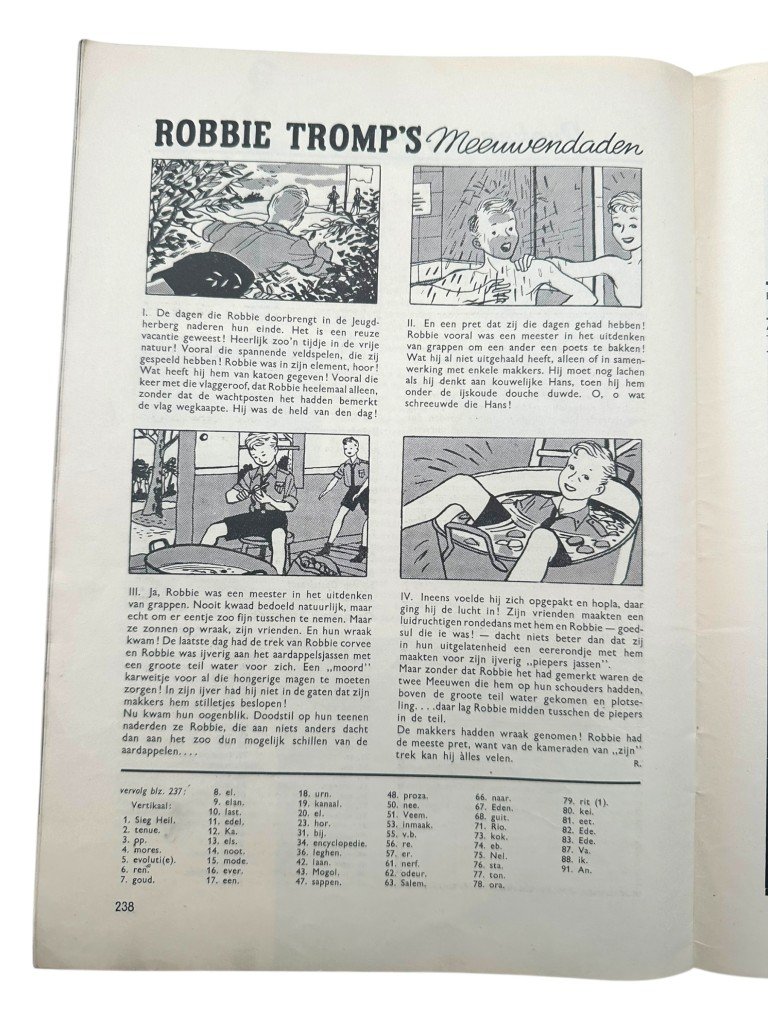 ROBBIE TROMP'S Meeuwendaden
I. De dagen die Robbie doorbrengt in de Jeugd-
herberg naderen hun einde. Het is een reuze
vacantie geweest! Heerlijk zoo'n tijdje in de vrije
natuur! Vooral die spannende veldspelen, die zij
gespeeld hebben! Robbie was in zijn element, hoor!
Wat heeft hij hem van katoen gegeven! Vooral die
keer met die vlaggeroof, dat Robbie heelemaal alleen,
zonder dat de wachtposten het hadden bemerkt
de vlag wegkaapte. Hij was de held van den dag!
II. En een pret dat zij die dagen gehad hebben!
Robbie vooral was een meester in het uitdenken
van grappen om een ander een poets te bakken!
Wat hij al niet uitgehaald heeft, alleen of in samen-
werking met enkele makkers. Hij moet nog lachen
als hij denkt aan kouwelijke Hans, toen hij hem
onder de ijskoude douche duwde. O, o wat
schreeuwde die Hans!
III. Ja, Robbie was een meester in het uitdenken
van grappen. Nooit kwaad bedoeld natuurlijk, maar
echt om er eentje zoo fijn tusschen te nemen. Maar
ze zonnen op wraak, zijn vrienden. En hun wraak
kwam! De laatste dag had de trek van Robbie corvee
en Robbie was ijverig aan het aardappelsjassen met
een groote teil water voor zich. Een „moord”
karweitje voor al die hongerige magen te moeten
zorgen! In zijn ijver had hij niet in de gaten dat zijn
makkers hem stilletjes beslopen!
Nu kwam hun oogenblik. Doodstil op hun teenen
naderden ze Robbie, die aan niets anders dacht
dan aan het zoo dun mogelijk schillen van de
aardappelen....
IV. Ineens voelde hij zich opgepakt en hopla, daar
ging hij de lucht in! Zijn vrienden maakten een
luidruchtigen rondedans met hem en Robbie — goed-
sul die ie was! — dacht niets beter dan dat zij
in hun uitgelatenheid een eererondje met hem
maakten voor zijn ijverig „piepers jassen”.
Maar zonder dat Robbie het had gemerkt waren de
twee Meeuwen die hem op hun schouders hadden,
boven de groote teil water gekomen en plotse-
ling....daar lag Robbie midden tusschen de piepers
in de teil.
De makkers hadden wraak genomen! Robbie had
de meeste pret, want van de kameraden van „zijn”
trek kan hij àlles velen.
R.
vervolg blz. 237:
Vertikaal:
1. Sieg Heil.
2. tenue.
3. pp.
4. mores.
5. evoluti(e).
6. ren.
7. goud.
8. el.
9. elan.
10. last.
11. edel.
12. Ka.
13. els.
14. noot.
15. mode.
16. ever.
17. een.
18. urn.
19. kanaal.
20. el.
23. hor.
31. bij.
34. encyclopedie.
36. leghen.
42. laan.
43. Mogol.
47. sappen.
48. proza.
50. nee.
51. Veem.
53. inmaak.
55. v.b.
56. re.
57. er.
61. nerf.
62. odeur.
63. Salem.
66. naar.
67. Eden.
68. guit.
71. Rio.
73. kok.
74. eb.
75. Nel.
76. sta.
77. ton.
78. ora.
79. rit (1).
80. kei.
81. eet.
82. Ede.
83. Ede.
87. Va.
88. ik.
91. An.
238